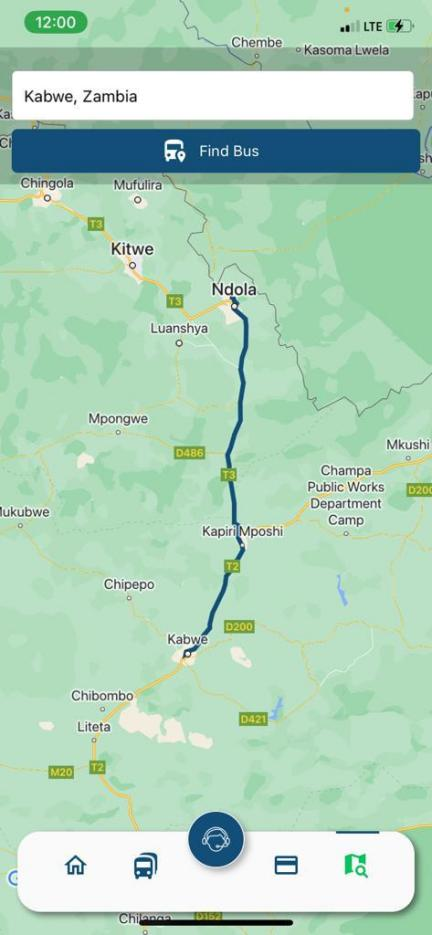 12:00
LTE
Chembe
Kasoma Lwela
Kabwe, Zambia
Find Bus
Chingola
Mufulira
T3
Kitwe
Ndola
T3
Luanshya
Mpongwe
D486
Mkushi
T3
Champa
Public Works
Department
Camp
D200
Mukubwe
Kapiri Mposhi
T2
Chipepo
D200
Kabwe
Chibombo
D421
Liteta
M20
T2
Chilanga
D152